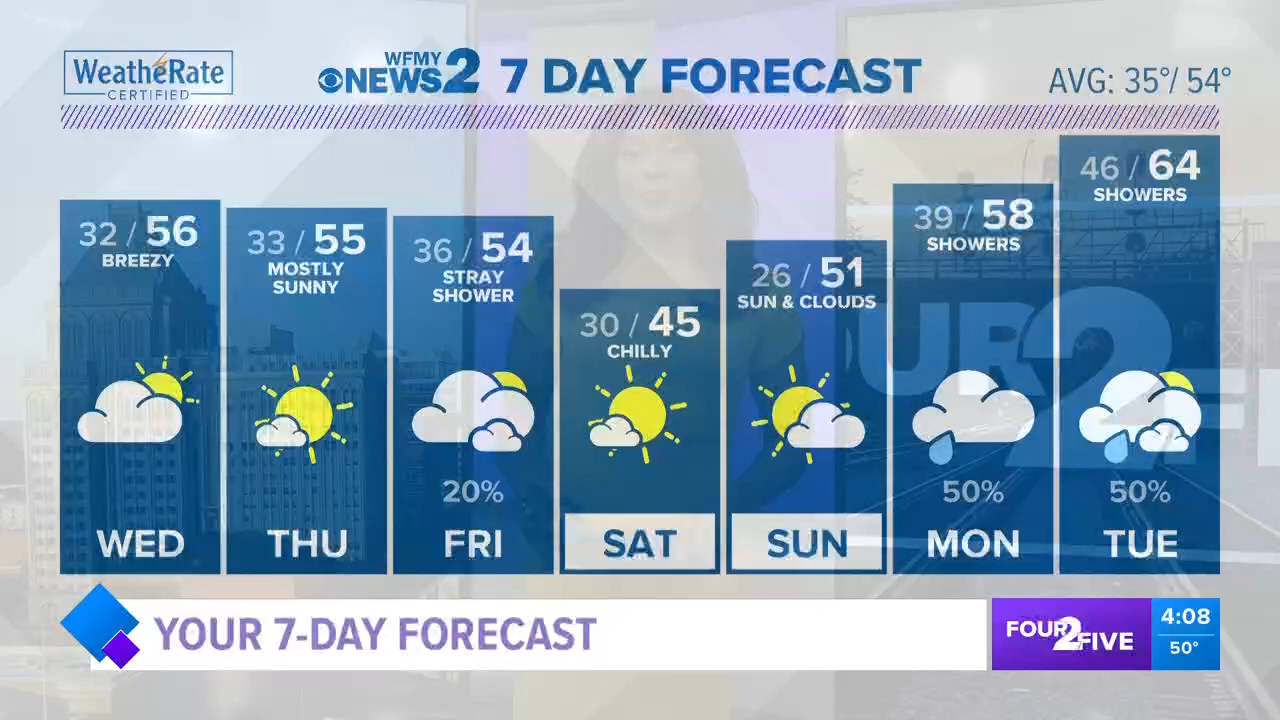 WeatheRate
CERTIFIED
WFMY
NEWS 2 7 DAY FORECAST
AVG: 35°/ 54°
32 / 56
BREEZY
WED
33 / 55
MOSTLY
SUNNY
THU
36 / 54
STRAY
SHOWER
20%
FRI
30 / 45
CHILLY
SAT
26 / 51
SUN & CLOUDS
SUN
39 / 58
SHOWERS
50%
MON
46 / 64
SHOWERS
50%
TUE
UR2
YOUR 7-DAY FORECAST
FOUR 2 FIVE
4:08
50°